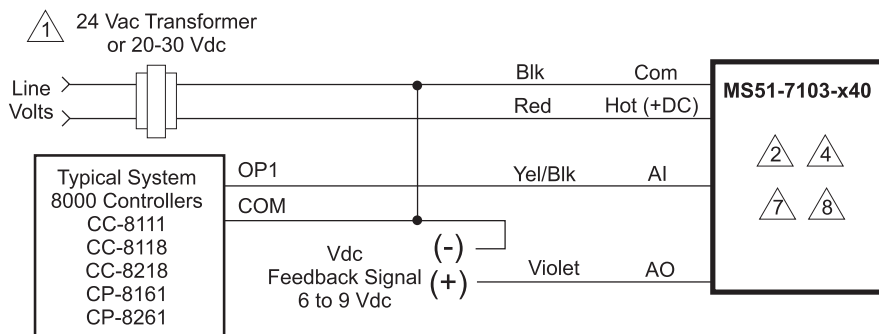 1
24 Vac Transformer
or 20-30 Vdc
Line
Volts
Blk
Com
Red
Hot (+DC)
MS51-7103-x40
2
4
7
8
Typical System
8000 Controllers
CC-8111
CC-8118
CC-8218
CP-8161
CP-8261
OP1
COM
Yel/Blk
AI
Vdc
Feedback Signal
6 to 9 Vdc
(-)
(+)
Violet
AO